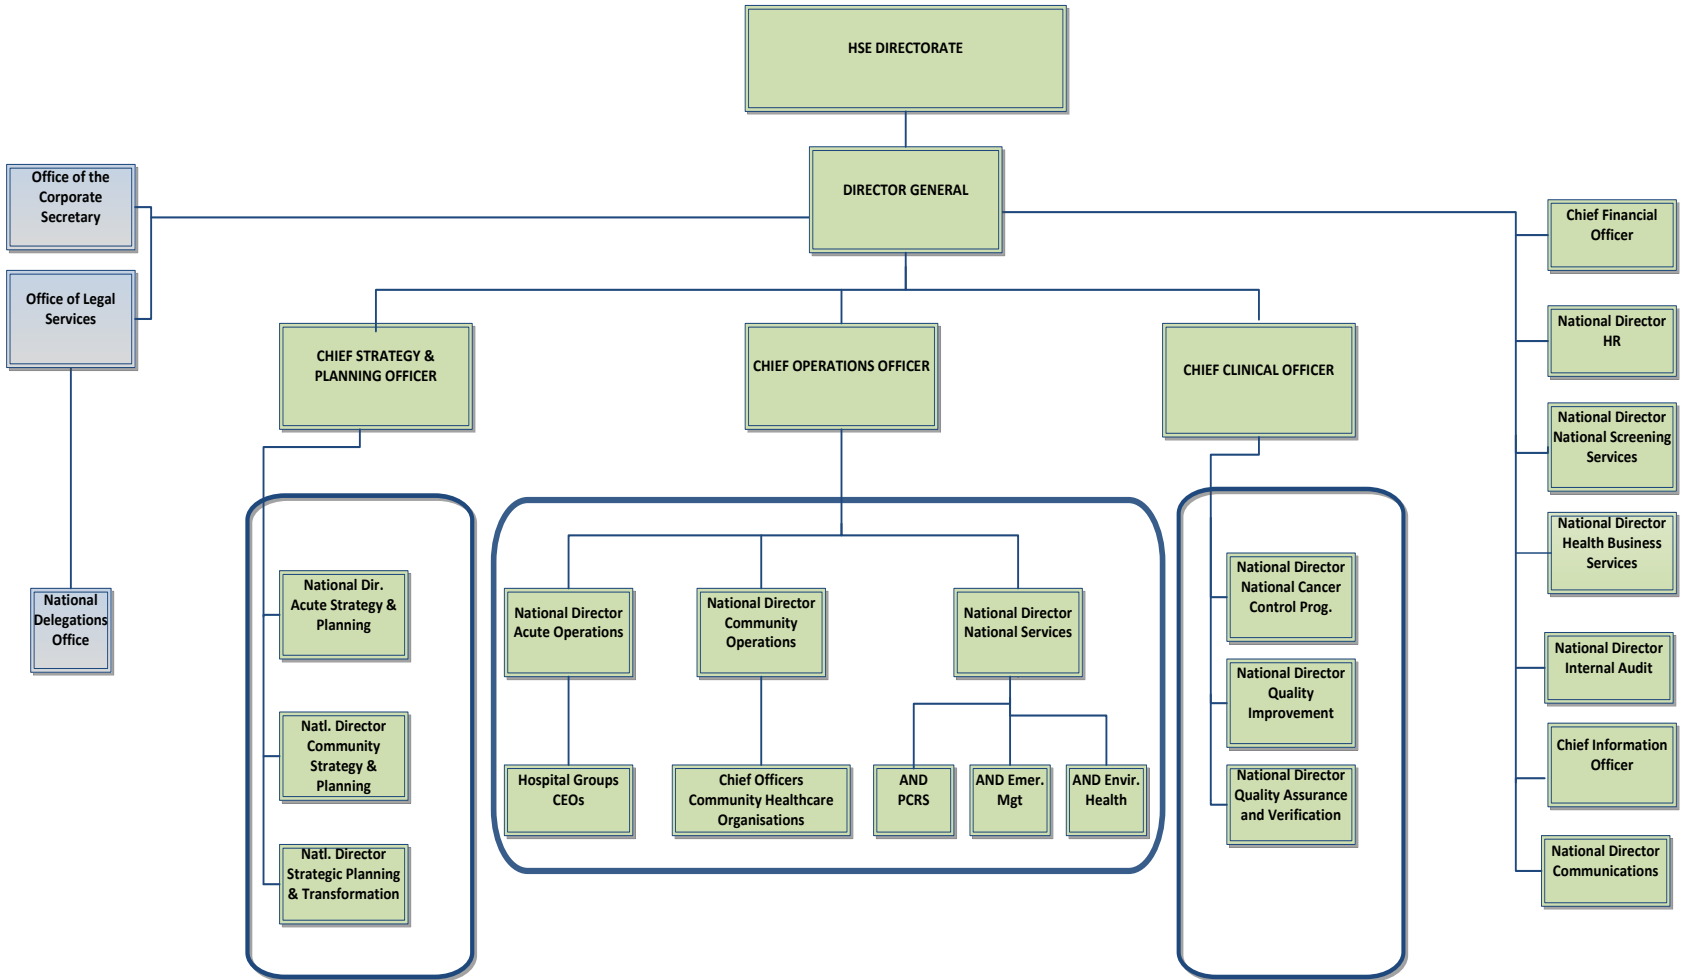 HSE DIRECTORATE
DIRECTOR GENERAL
Office of the
Corporate
Secretary
Office of Legal
Services
National
Delegations
Office
CHIEF STRATEGY &
PLANNING OFFICER
CHIEF OPERATIONS OFFICER
CHIEF CLINICAL OFFICER
National Dir.
Acute Strategy &
Planning
Natl. Director
Community
Strategy &
Planning
Natl. Director
Strategic Planning
& Transformation
National Director
Acute Operations
National Director
Community
Operations
National Director
National Services
Hospital Groups
CEOs
Chief Officers
Community Healthcare
Organisations
AND
PCRS
AND Emer.
Mgt
AND Envir.
Health
National Director
National Cancer
Control Prog.
National Director
Quality
Improvement
National Director
Quality Assurance
and Verification
Chief Financial
Officer
National Director
HR
National Director
National Screening
Services
National Director
Health Business
Services
National Director
Internal Audit
Chief Information
Officer
National Director
Communications